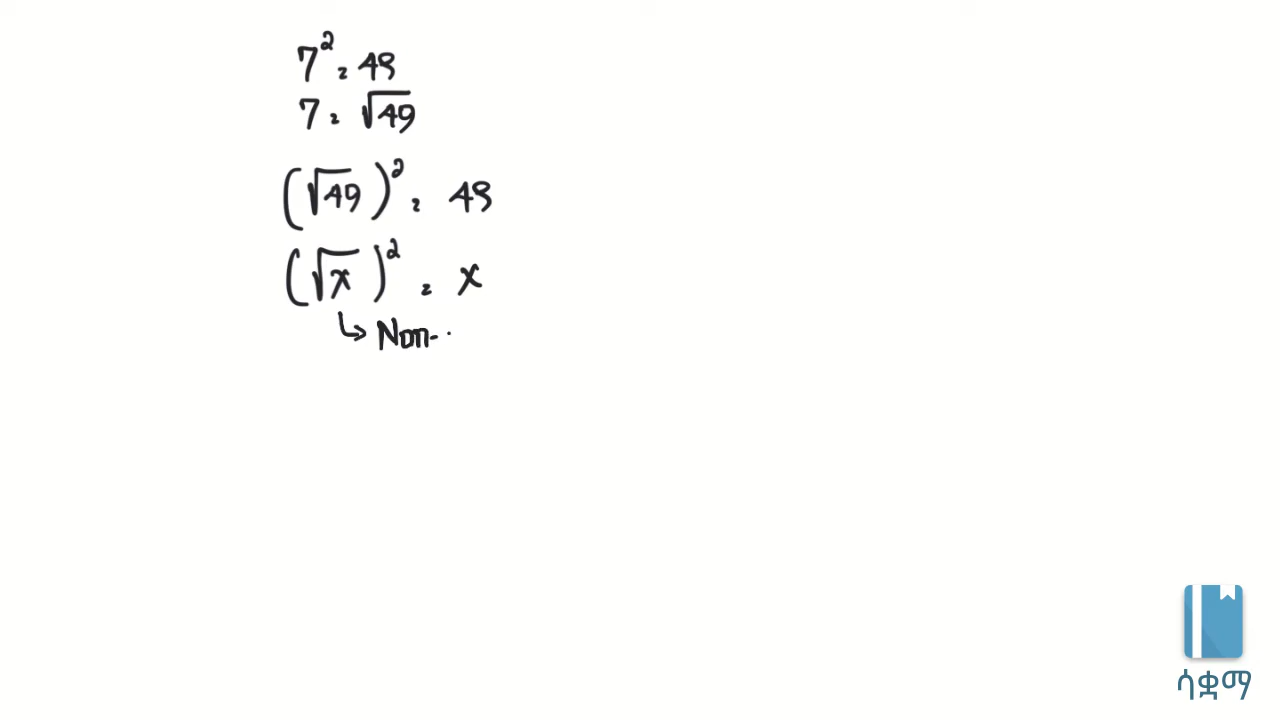 7² = 49
7 = √49
(√49)² = 49
(√x)² = x
↳ Non-
ሳቋማ